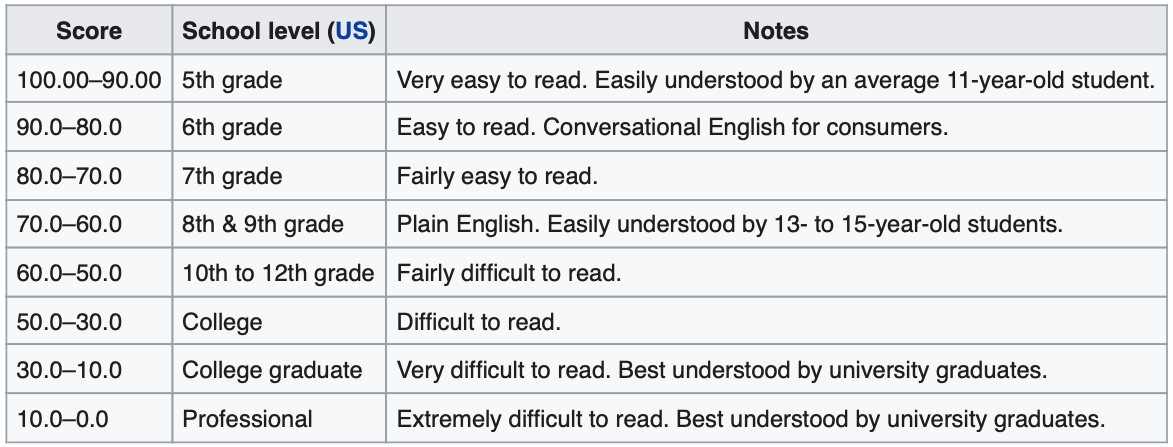 Score School level (US) Notes
100.00–90.00 5th grade Very easy to read. Easily understood by an average 11-year-old student.
90.0–80.0 6th grade Easy to read. Conversational English for consumers.
80.0–70.0 7th grade Fairly easy to read.
70.0–60.0 8th & 9th grade Plain English. Easily understood by 13- to 15-year-old students.
60.0–50.0 10th to 12th grade Fairly difficult to read.
50.0–30.0 College Difficult to read.
30.0–10.0 College graduate Very difficult to read. Best understood by university graduates.
10.0–0.0 Professional Extremely difficult to read. Best understood by university graduates.